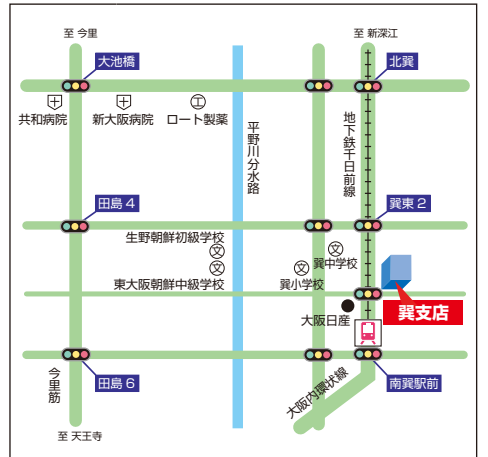 至 今里
至 新深江
大池橋
北巽
共和病院
新大阪病院
ロート製薬
平野川分水路
地下鉄千日前線
田島4
巽東2
生野朝鮮初級学校
文
文
東大阪朝鮮中級学校
文
巽中学校
文
巽小学校
大阪日産
巽支店
今里筋
田島6
大阪内環状線
南巽駅前
至 天王寺